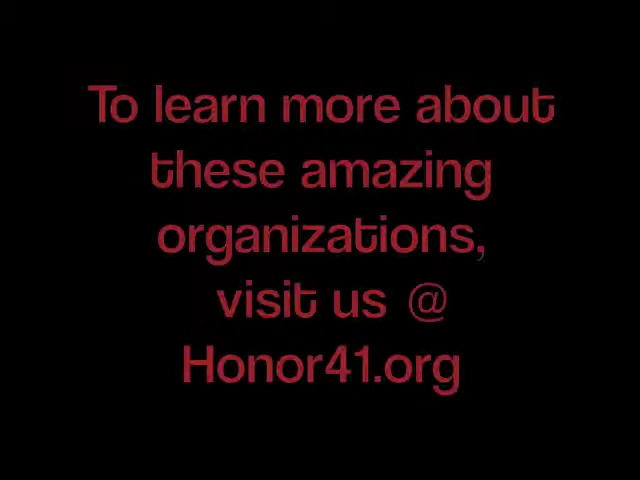 To learn more about
these amazing
organizations,
visit us @
Honor41.org